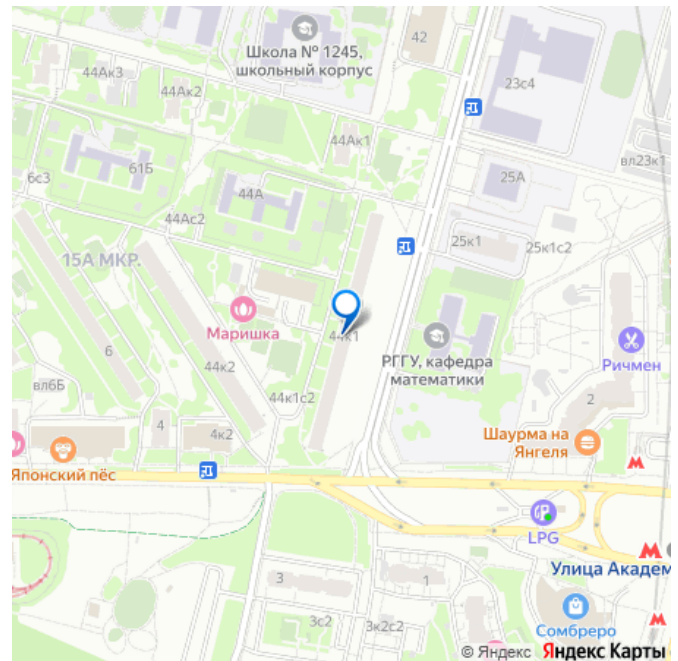 Школа № 1245,
школьный корпус
42
44Ак3
44Ак2
23с4
44Ак1
вл23к1
6с3
61Б
44А
25А
44Ас2
25к1
25к1с2
15А МКР.
Маришка
44к1
РГГУ, кафедра
математики
Ричмен
6
44к2
вл6Б
44к1с2
2
4
4к2
Шаурма на
Янгеля
Японский пёс
LPG
Улица Академ
3
1
3с2
3к2с2
Сомбреро
© Яндекс Яндекс Карты